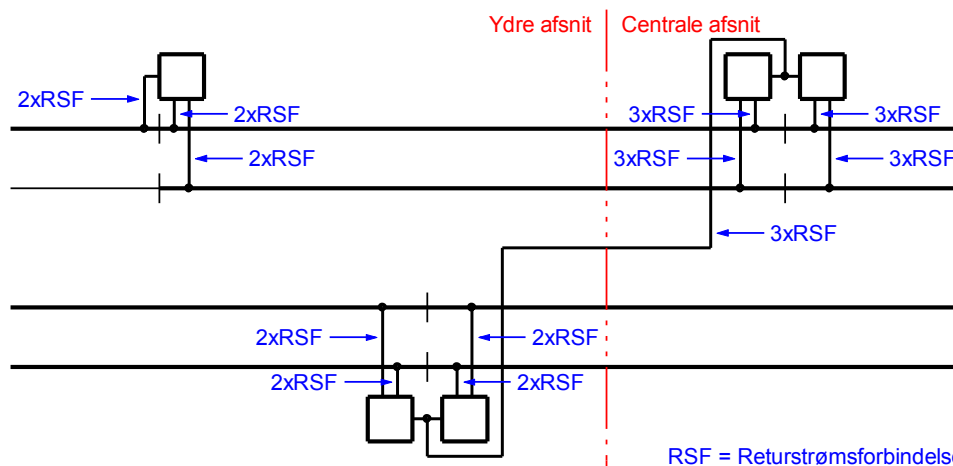 Ydre afsnit
Centrale afsnit
2xRSF
2xRSF
3xRSF
3xRSF
2xRSF
3xRSF
3xRSF
3xRSF
2xRSF
2xRSF
2xRSF
2xRSF
RSF = Returstrømsforbindelse